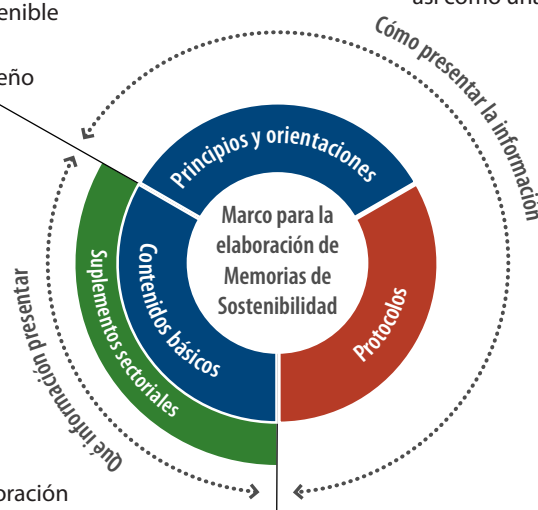 enible
así como una
eño
Cómo presentar la información
Principios y orientaciones
Marco para la
elaboración de
Memorias de
Sostenibilidad
Contenidos básicos
Suplementos sectoriales
Protocolos
Qué información presentar
oración